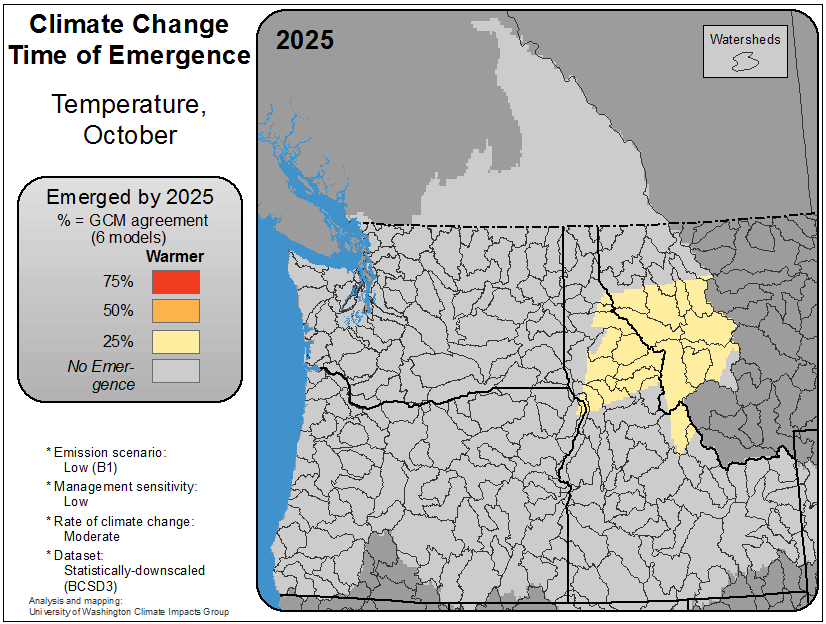 Climate Change
Time of Emergence
Temperature,
October
Emerged by 2025
% = GCM agreement
(6 models)
Warmer
75%
50%
25%
No Emer-
gence
* Emission scenario:
Low (B1)
* Management sensitivity:
Low
* Rate of climate change:
Moderate
* Dataset:
Statistically-downscaled
(BCSD3)
Analysis and mapping:
University of Washington Climate Impacts Group
2025
Watersheds